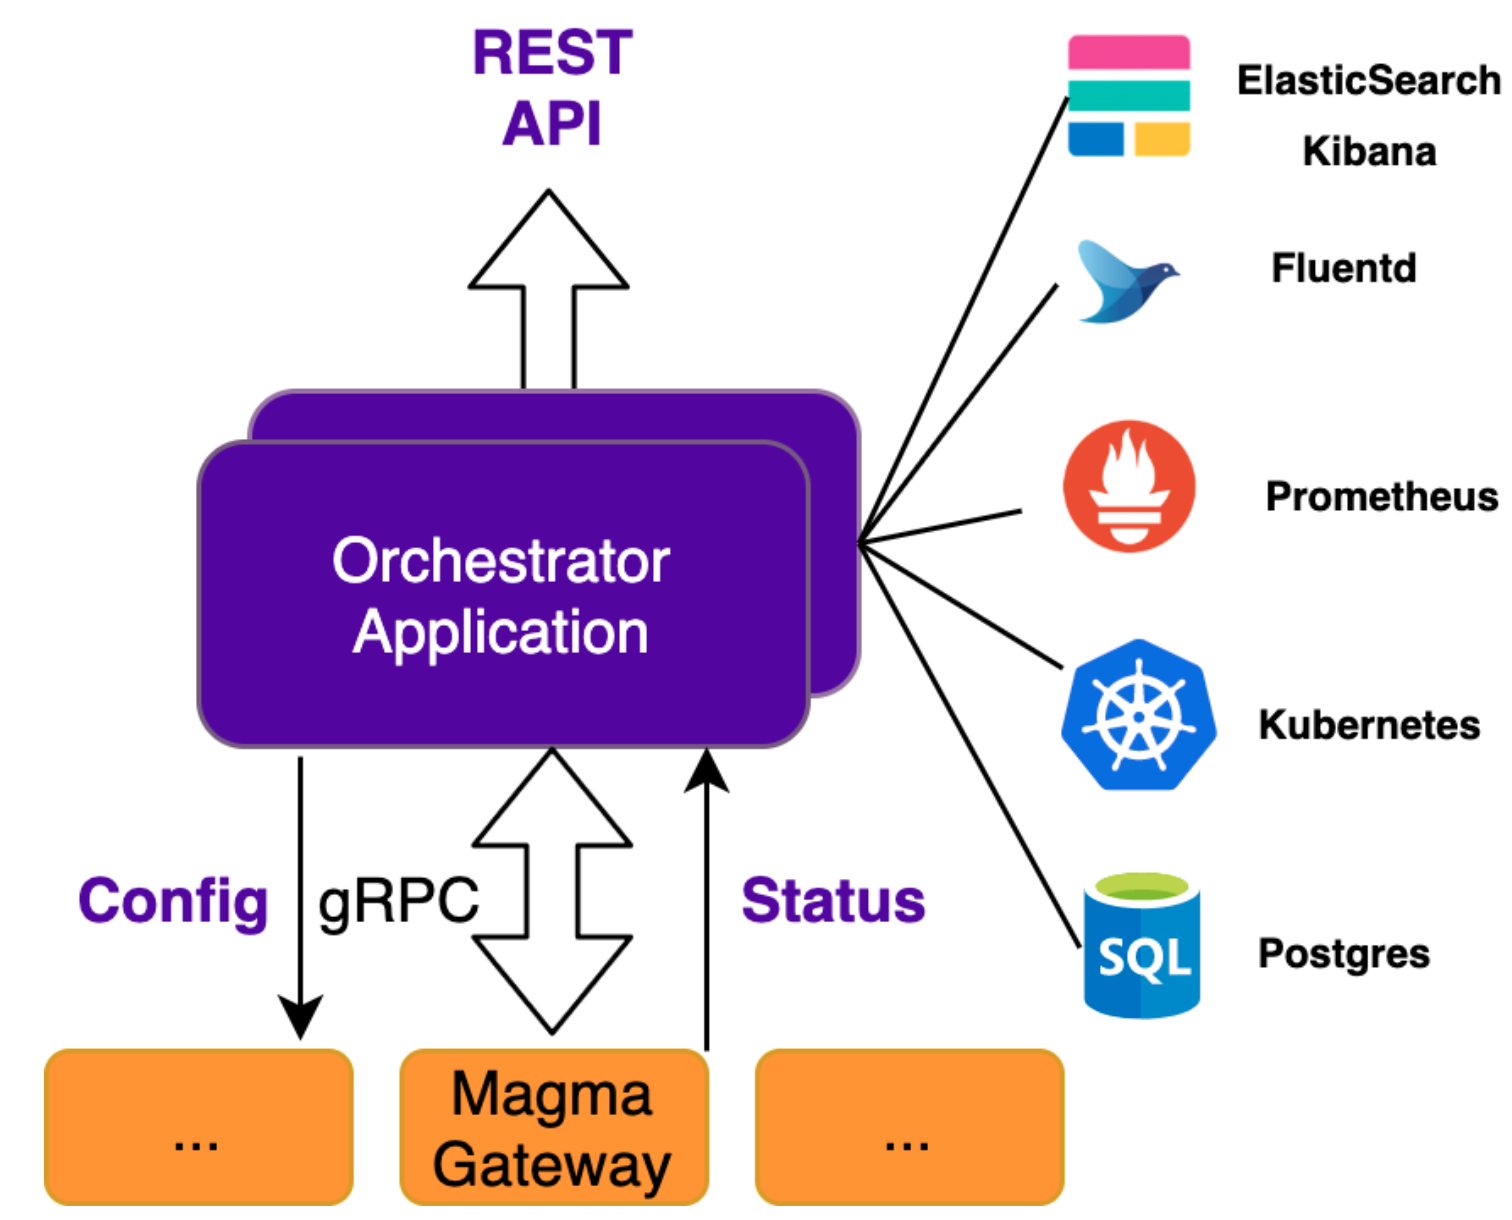 REST
API
ElasticSearch
Kibana
Fluentd
Prometheus
Orchestrator
Application
Kubernetes
Config
gRPC
Status
SQL
Postgres
...
Magma
Gateway
...